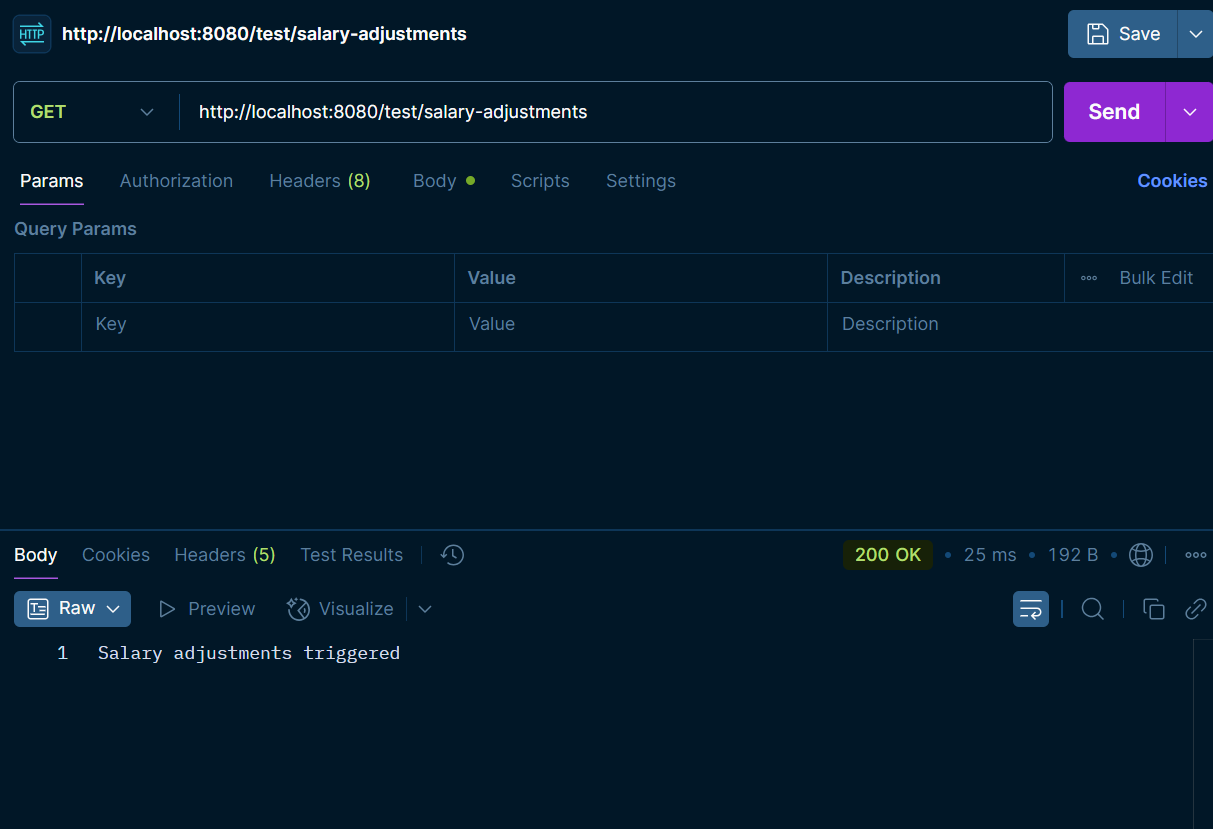 HTTP http://localhost:8080/test/salary-adjustments Save
GET http://localhost:8080/test/salary-adjustments Send
Params Authorization Headers (8) Body Scripts Settings Cookies
Query Params
Key Value Description Bulk Edit
Key Value Description
Body Cookies Headers (5) Test Results 200 OK 25 ms 192 B
Raw Preview Visualize
1 Salary adjustments triggered